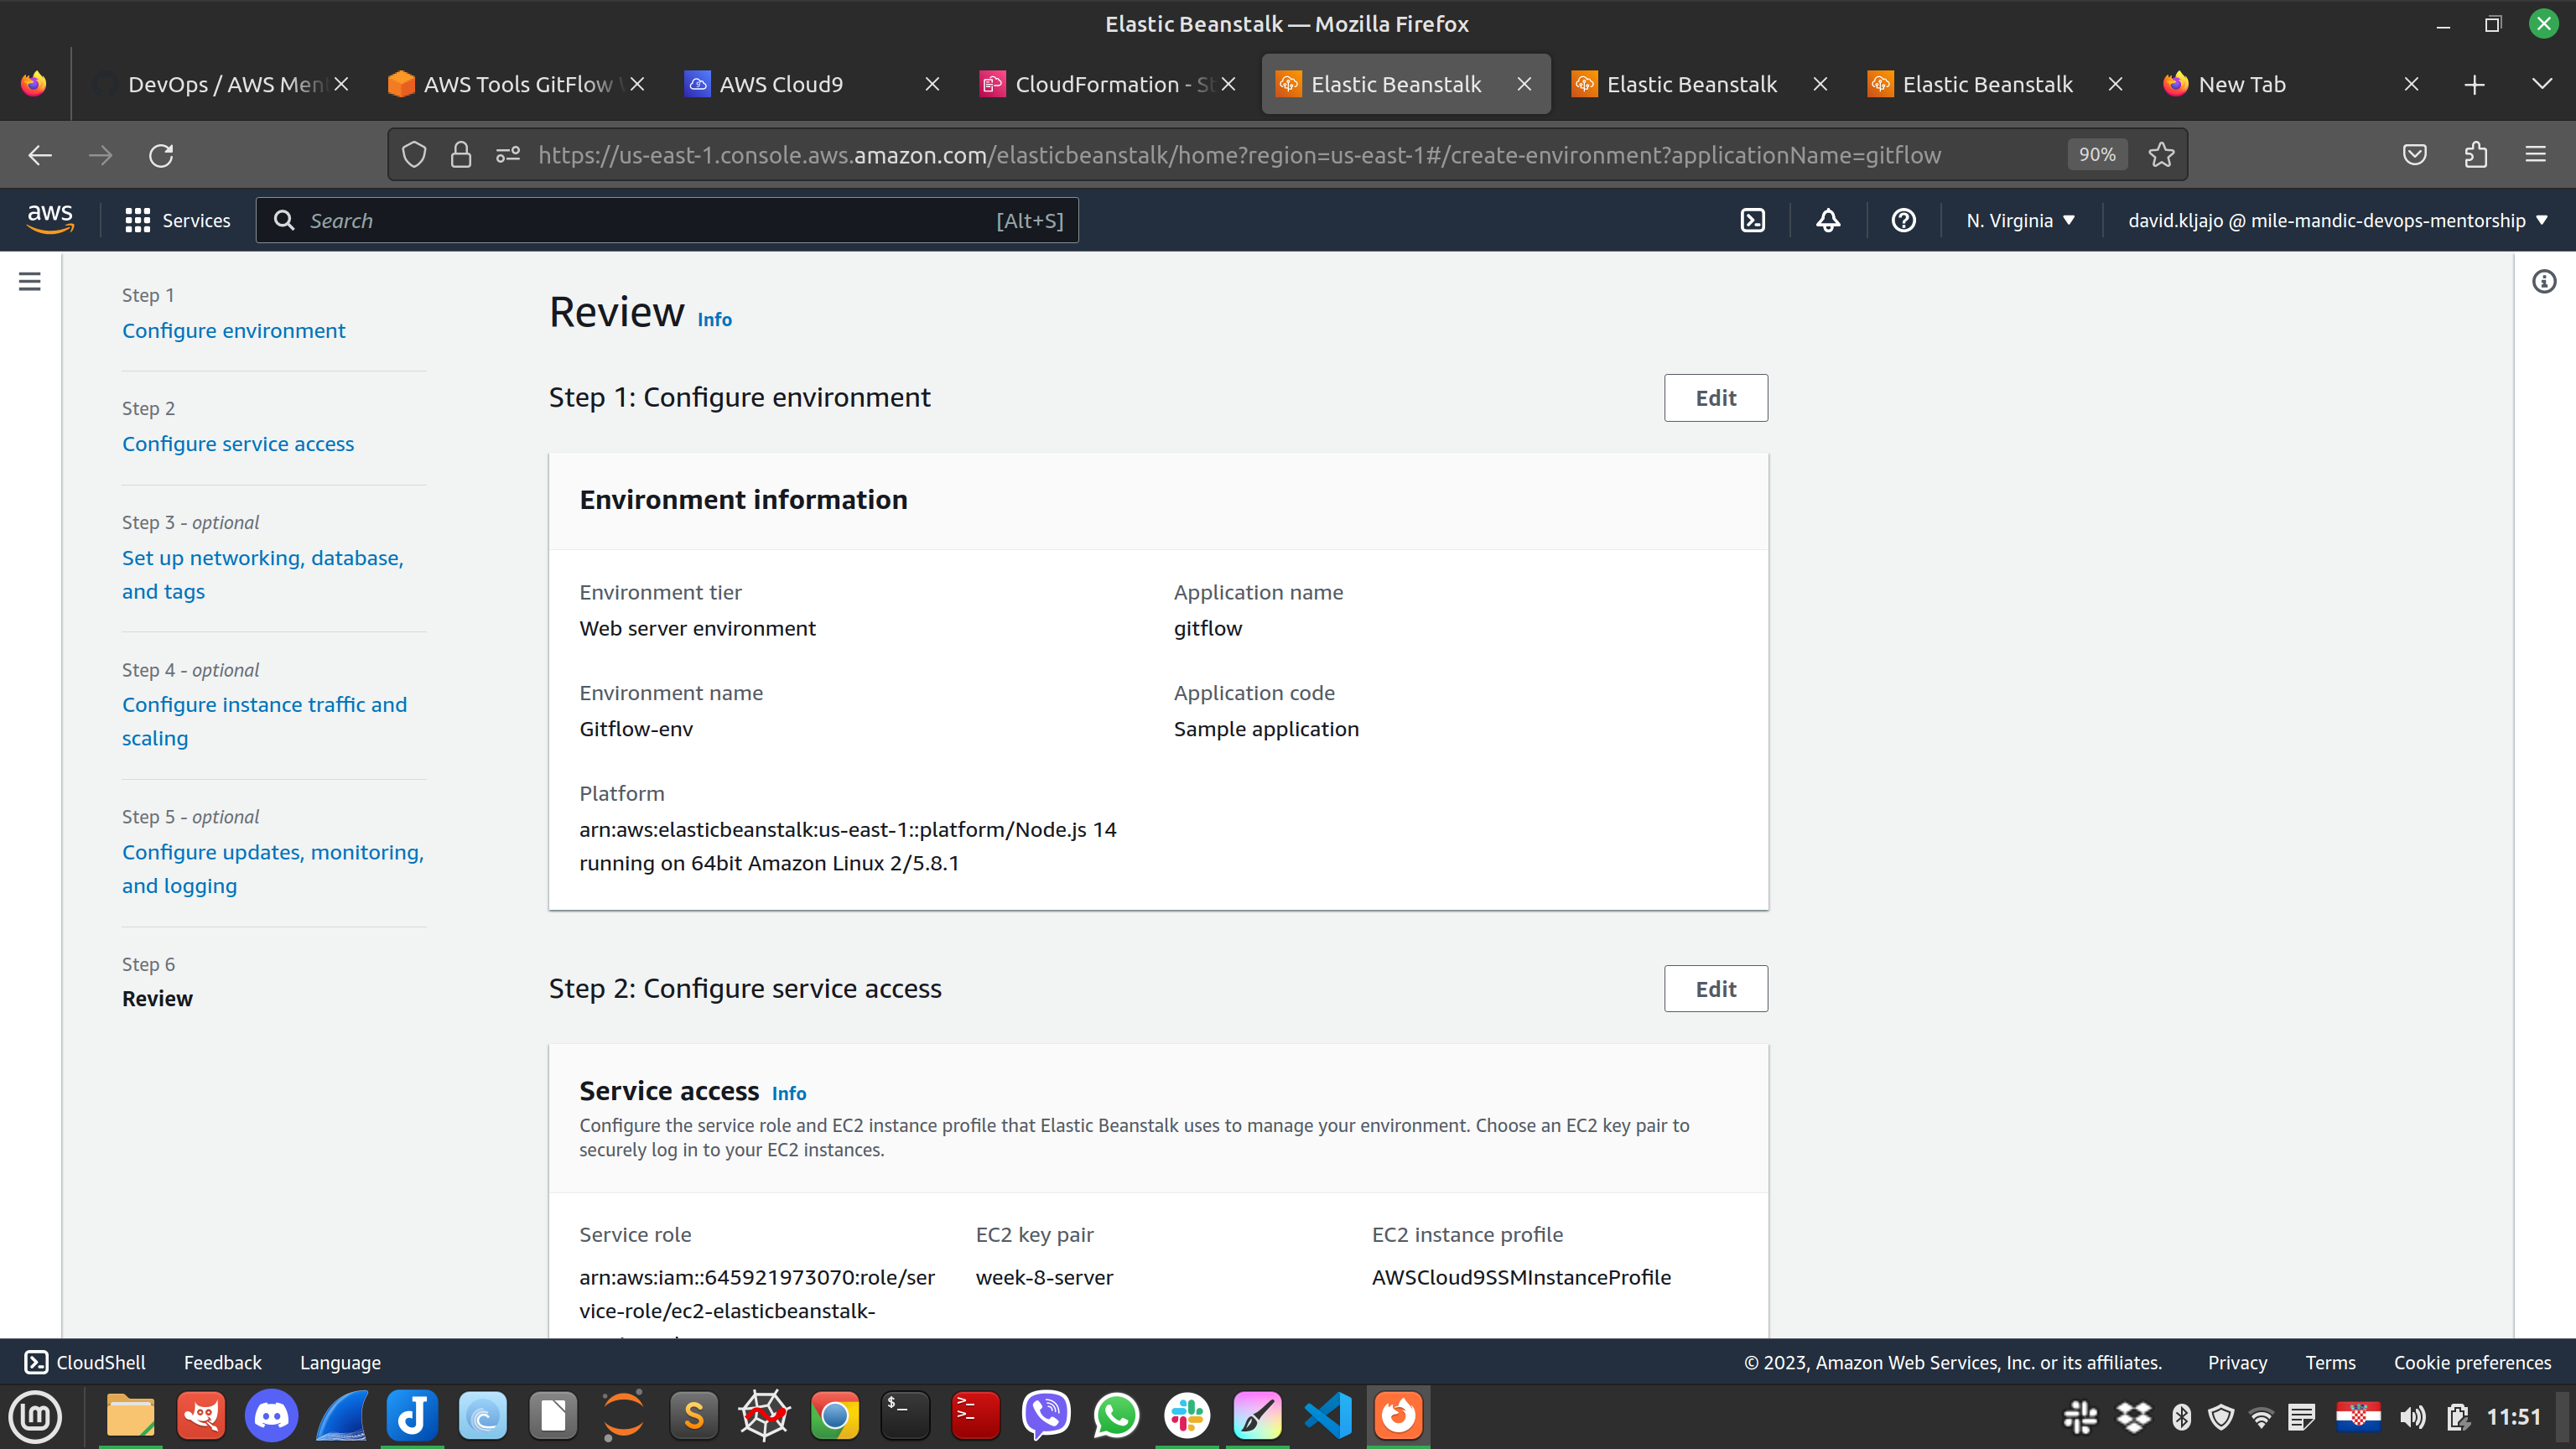 Elastic Beanstalk — Mozilla Firefox
DevOps / AWS Ment
AWS Tools GitFlow
AWS Cloud9
CloudFormation - St
Elastic Beanstalk
Elastic Beanstalk
Elastic Beanstalk
New Tab
https://us-east-1.console.aws.amazon.com/elasticbeanstalk/home?region=us-east-1#/create-environment?applicationName=gitflow
90%
aws
Services
Search
[Alt+S]
N. Virginia
david.kljajo @ mile-mandic-devops-mentorship
Step 1
Configure environment
Step 2
Configure service access
Step 3 - optional
Set up networking, database,
and tags
Step 4 - optional
Configure instance traffic and
scaling
Step 5 - optional
Configure updates, monitoring,
and logging
Step 6
Review
Review Info
Step 1: Configure environment
Edit
Environment information
Environment tier
Web server environment
Application name
gitflow
Environment name
Gitflow-env
Application code
Sample application
Platform
arn:aws:elasticbeanstalk:us-east-1::platform/Node.js 14
running on 64bit Amazon Linux 2/5.8.1
Step 2: Configure service access
Edit
Service access Info
Configure the service role and EC2 instance profile that Elastic Beanstalk uses to manage your environment. Choose an EC2 key pair to
securely log in to your EC2 instances.
Service role
arn:aws:iam::645921973070:role/ser
vice-role/ec2-elasticbeanstalk-
EC2 key pair
week-8-server
EC2 instance profile
AWSCloud9SSMInstanceProfile
CloudShell
Feedback
Language
© 2023, Amazon Web Services, Inc. or its affiliates.
Privacy
Terms
Cookie preferences
11:51